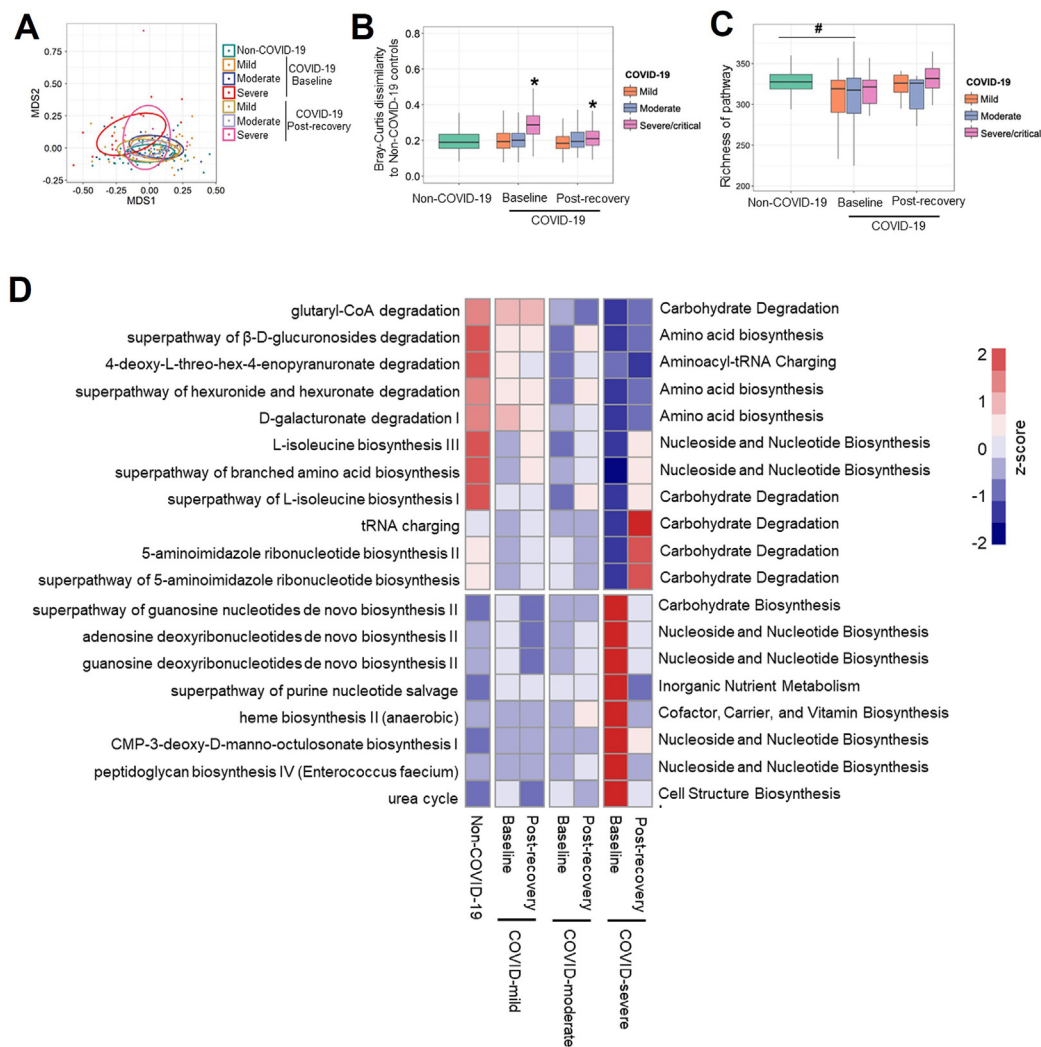 A
0.75
0.50
0.25
0.00
-0.25
MDS2
-0.50
-0.25
0.00
0.25
0.50
MDS1
Non-COVID-19
Mild
Moderate
Severe
COVID-19
Baseline
Mild
Moderate
Severe
COVID-19
Post-recovery
B
Bray-Curtis dissimilarity
to Non-COVID-19 controls
0.8
0.6
0.4
0.2
0.0
*
*
Non-COVID-19
Baseline
Post-recovery
COVID-19
COVID-19
Mild
Moderate
Severe/critical
C
Richness of pathway
350
300
250
200
#
Non-COVID-19
Baseline
Post-recovery
COVID-19
COVID-19
Mild
Moderate
Severe/critical
D
glutaryl-CoA degradation Carbohydrate Degradation
superpathway of β-D-glucuronosides degradation Amino acid biosynthesis
4-deoxy-L-threo-hex-4-enopyranuronate degradation Aminoacyl-tRNA Charging
superpathway of hexuronide and hexuronate degradation Amino acid biosynthesis
D-galacturonate degradation I Amino acid biosynthesis
L-isoleucine biosynthesis III Nucleoside and Nucleotide Biosynthesis
superpathway of branched amino acid biosynthesis Nucleoside and Nucleotide Biosynthesis
superpathway of L-isoleucine biosynthesis I Carbohydrate Degradation
tRNA charging Carbohydrate Degradation
5-aminoimidazole ribonucleotide biosynthesis II Carbohydrate Degradation
superpathway of 5-aminoimidazole ribonucleotide biosynthesis Carbohydrate Degradation
superpathway of guanosine nucleotides de novo biosynthesis II Carbohydrate Biosynthesis
adenosine deoxyribonucleotides de novo biosynthesis II Nucleoside and Nucleotide Biosynthesis
guanosine deoxyribonucleotides de novo biosynthesis II Nucleoside and Nucleotide Biosynthesis
superpathway of purine nucleotide salvage Inorganic Nutrient Metabolism
heme biosynthesis II (anaerobic) Cofactor, Carrier, and Vitamin Biosynthesis
CMP-3-deoxy-D-manno-octulosonate biosynthesis I Nucleoside and Nucleotide Biosynthesis
peptidoglycan biosynthesis IV (Enterococcus faecium) Nucleoside and Nucleotide Biosynthesis
urea cycle Cell Structure Biosynthesis
2
1
0
-1
-2
z-score
Non-COVID-19
Baseline
Post-recovery
COVID-mild
Baseline
Post-recovery
COVID-moderate
Baseline
Post-recovery
COVID-severe